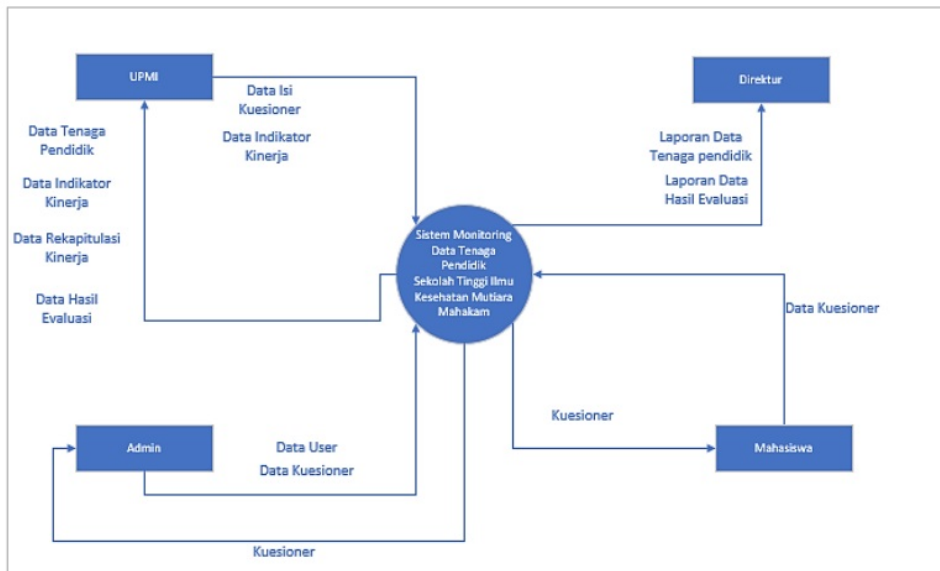 UPMI
Data Isi
Kuesioner
Data Indikator
Kinerja
Data Tenaga
Pendidik
Data Indikator
Kinerja
Data Rekapitulasi
Kinerja
Data Hasil
Evaluasi
Direktur
Laporan Data
Tenaga pendidik
Laporan Data
Hasil Evaluasi
Sistem Monitoring
Data Tenaga
Pendidik
Sekolah Tinggi Ilmu
Kesehatan Mutiara
Mahakam
Data Kuesioner
Kuesioner
Mahasiswa
Admin
Data User
Data Kuesioner
Kuesioner